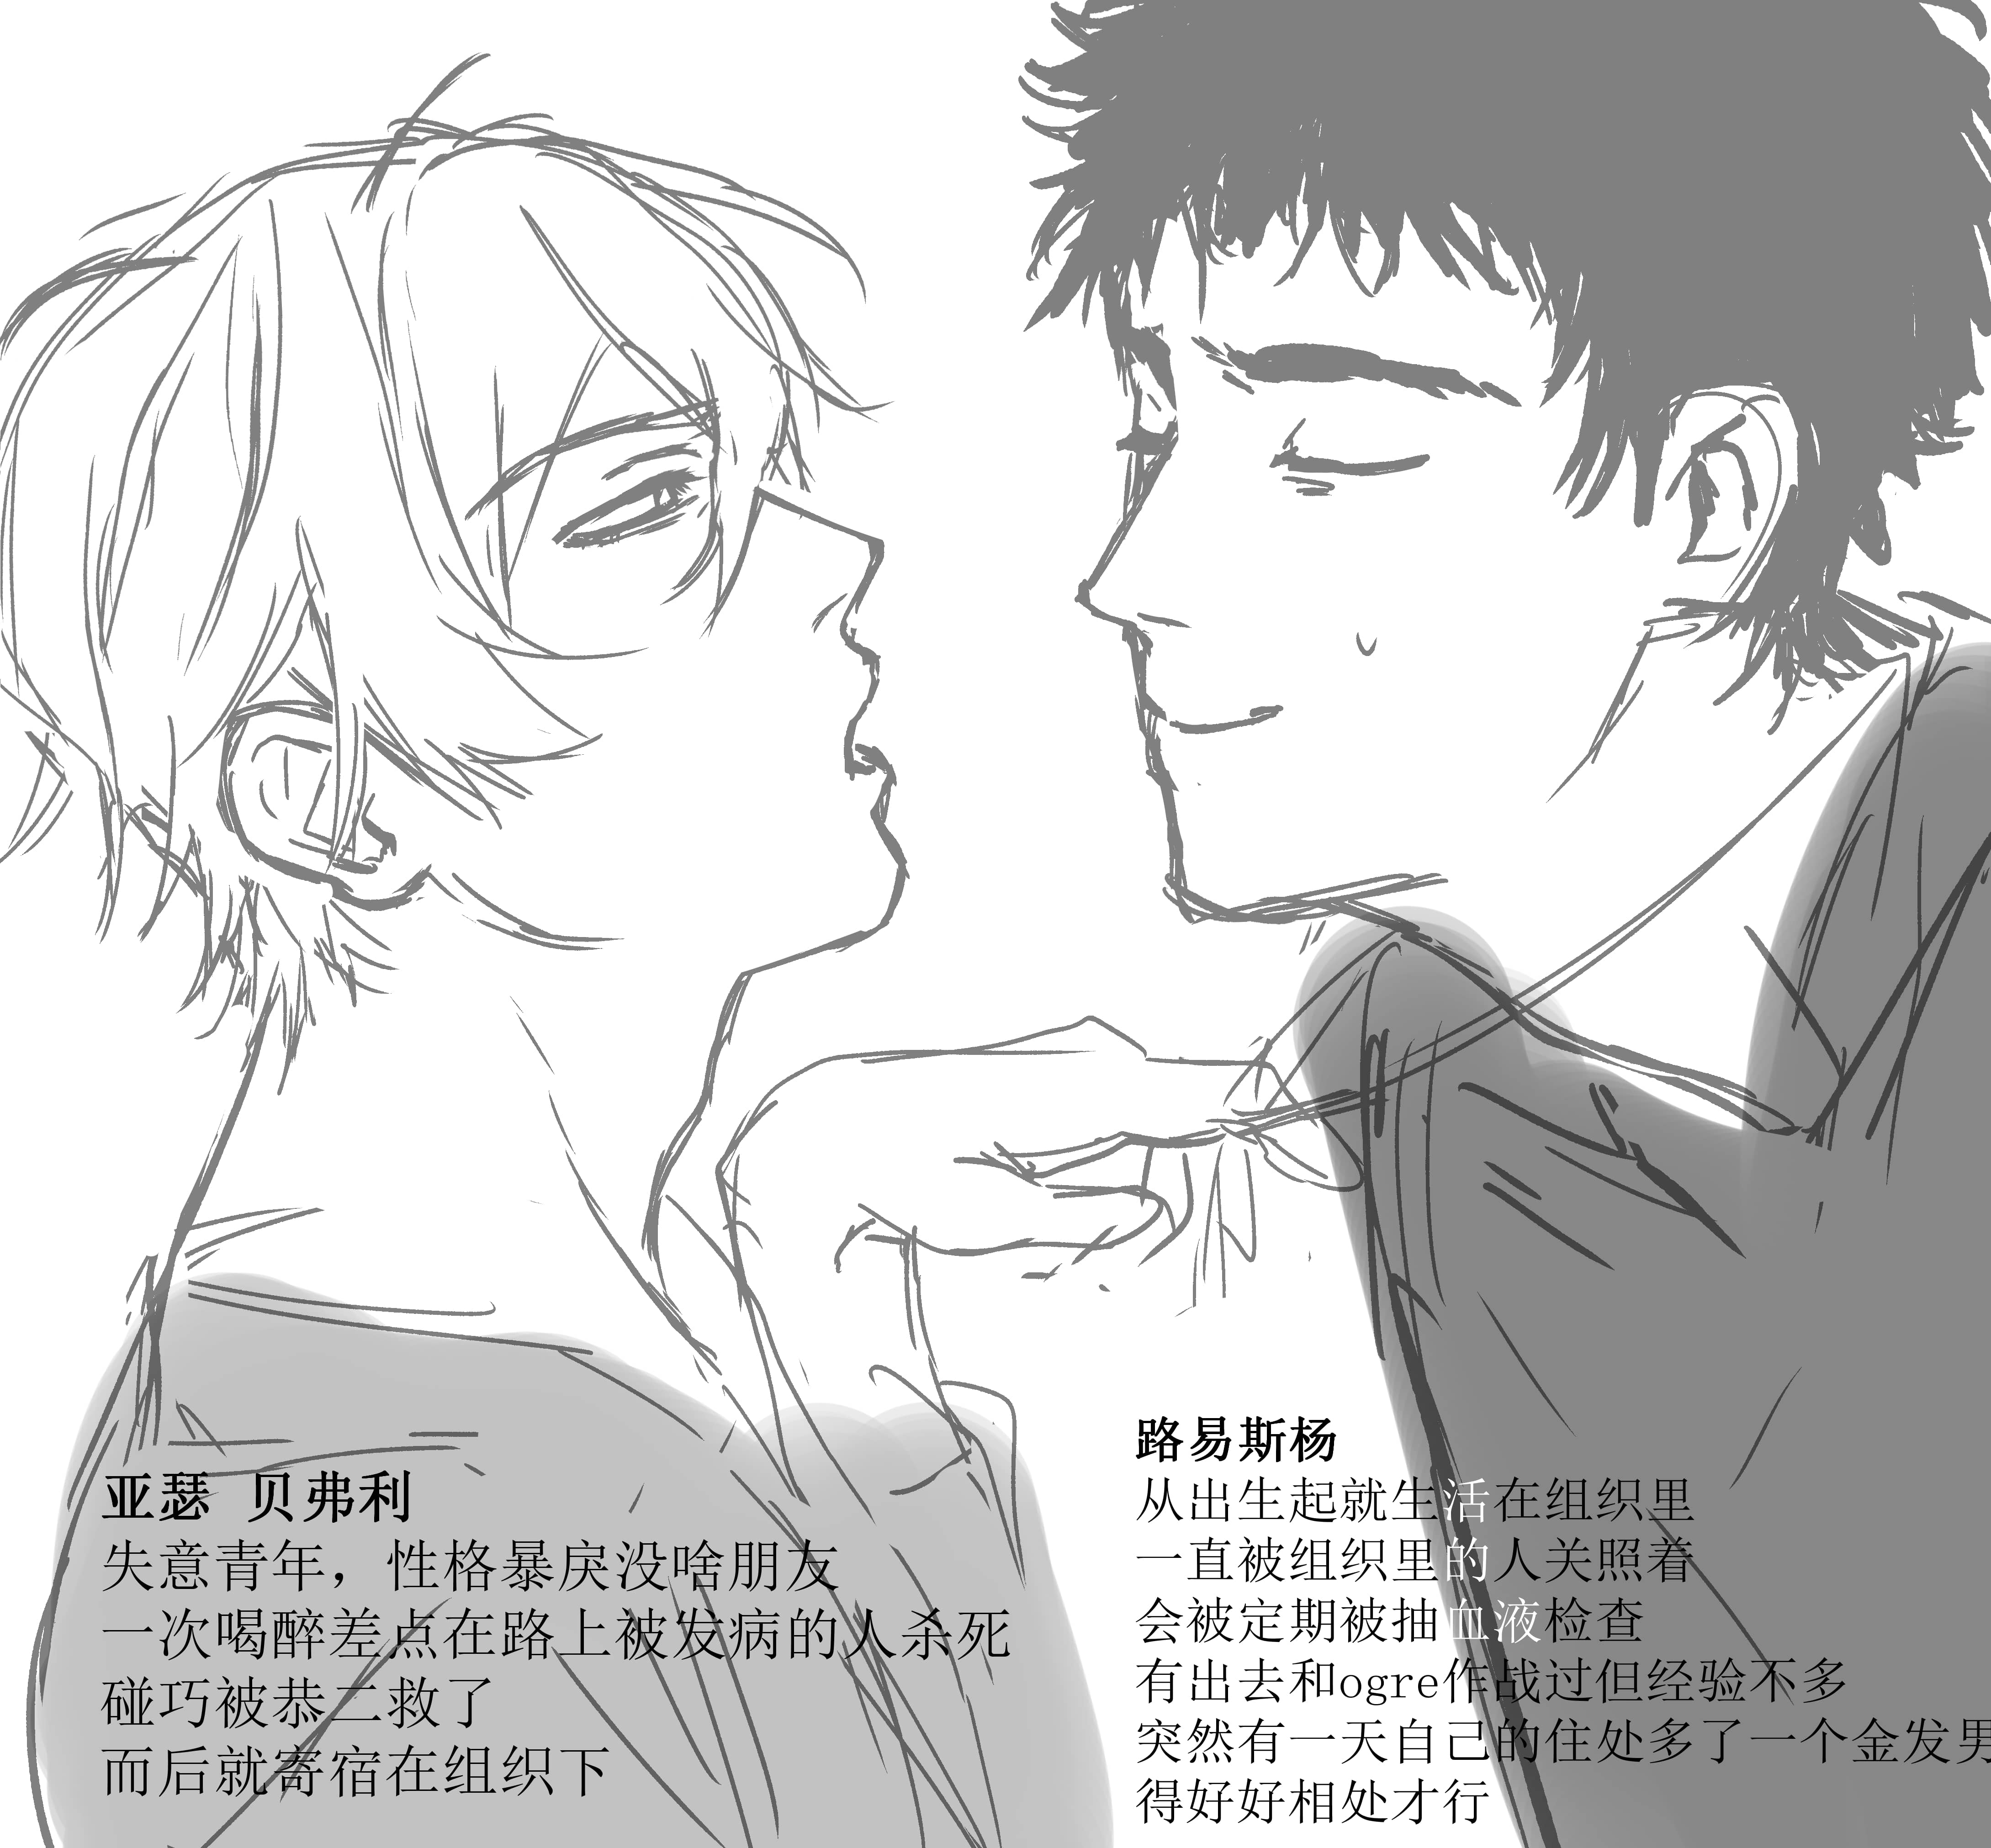 亚瑟 贝弗利
失意青年，性格暴戾没啥朋友
一次喝醉差点在路上被发病的人杀死
碰巧被恭二救了
而后就寄宿在组织下
路易斯杨
从出生起就生活在组织里
一直被组织里的人关照着
会被定期被抽血液检查
有出去和ogre作战过但经验不多
突然有一天自己的住处多了一个金发男
得好好相处才行